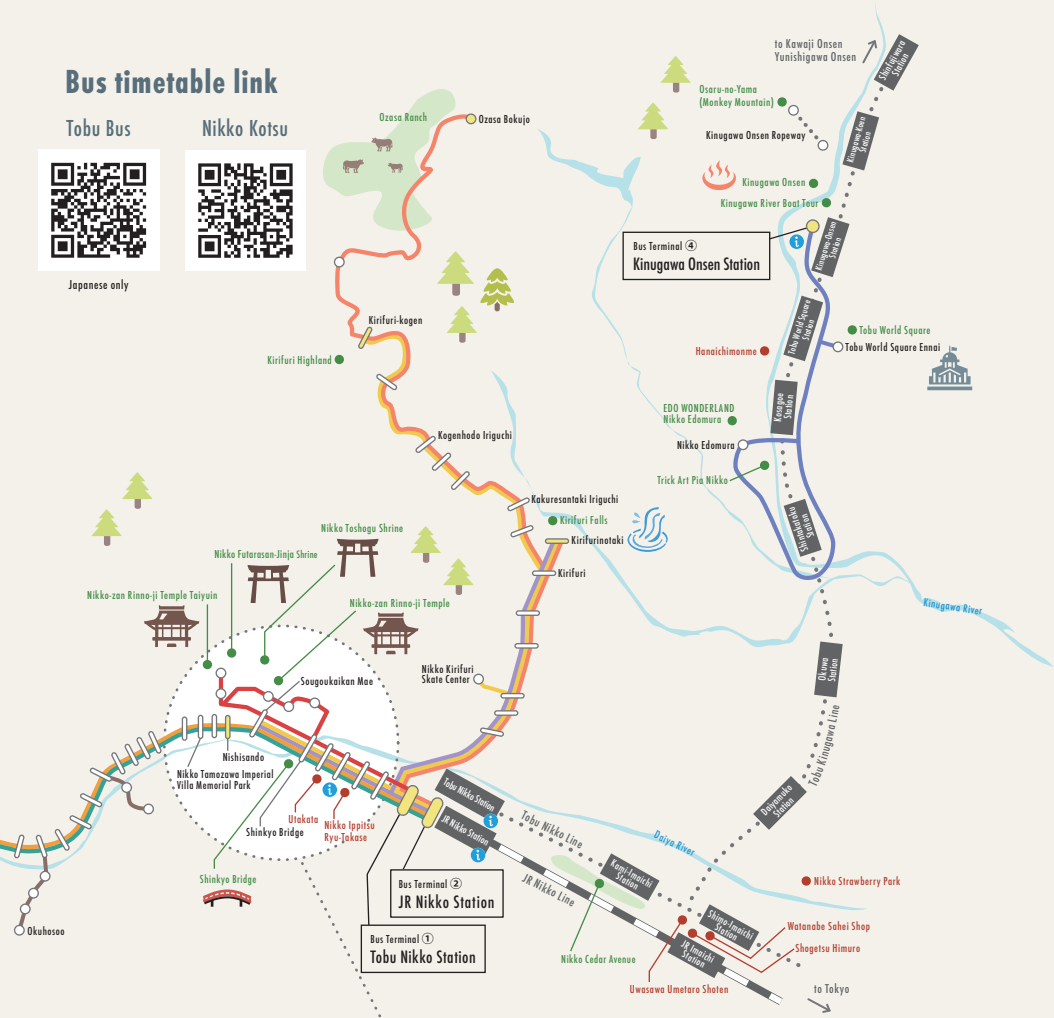 Bus timetable link
Tobu Bus
Nikko Kotsu
Japanese only
to Kawaji Onsen
Yunishigawa Onsen
Shinfujiwara
Station
Osaru-no-Yama
(Monkey Mountain)
Kinugawa Onsen Ropeway
Kinugawa-Koen
Station
Kinugawa Onsen
Kinugawa River Boat Tour
Ozasa Ranch
Ozasa Bokujo
Bus Terminal ④
Kinugawa Onsen Station
i
Kinugawa-Onsen
Station
Kirifuri-kogen
Kirifuri Highland
Tobu World Square
Station
Tobu World Square
Tobu World Square Ennai
Hanaichimonme
Kosagoe
Station
EDO WONDERLAND
Nikko Edomura
Nikko Edomura
Trick Art Pia Nikko
Kogenhodo Iriguchi
Kakuresantaki Iriguchi
Kirifuri Falls
Kirifurinotaki
Kirifuri
Shintakatoku
Station
Nikko Toshogu Shrine
Nikko Futarasan-Jinja Shrine
Nikko-zan Rinno-ji Temple Taiyuin
Nikko-zan Rinno-ji Temple
Kinugawa River
Okuwa
Station
Nikko Kirifuri
Skate Center
Sougoukaikan Mae
Nishisando
Nikko Tamozawa Imperial
Villa Memorial Park
Tobu Kinugawa Line
Daiyamuko
Station
Utakata
i
Nikko Ippitsu
Ryu-Takase
Shinkyo Bridge
Shinkyo Bridge
Tobu Nikko Station
i
JR Nikko Station
i
Tobu Nikko Line
JR Nikko Line
Daiya River
Kami-Imaichi
Station
Bus Terminal ②
JR Nikko Station
Bus Terminal ①
Tobu Nikko Station
Nikko Strawberry Park
Shimo-Imaichi
Station
Watanabe Sahei Shop
Shogetsu Himuro
JR Imaichi
Station
Nikko Cedar Avenue
Uwasawa Umetaro Shoten
to Tokyo
Okuhosoo